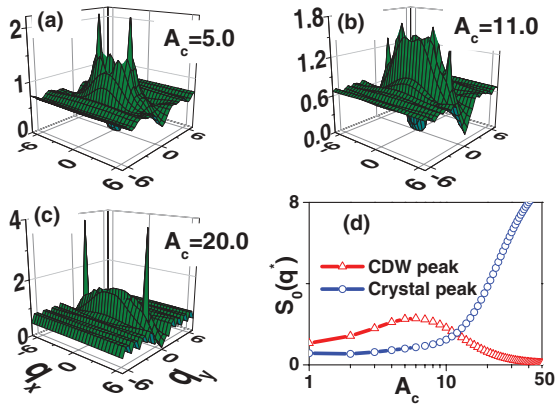 (a) A_c=5.0
2
1
0
-6 0 6 -6 0 6
(b) A_c=11.0
1.8
1.2
0.6
0.0
-6 0 6 -6 0 6
(c) A_c=20.0
4
2
0
-6 0 6 -6 0 6
q_x q_y
(d)
S_0(q^*)
8
0
CDW peak
Crystal peak
1 10 50
A_c